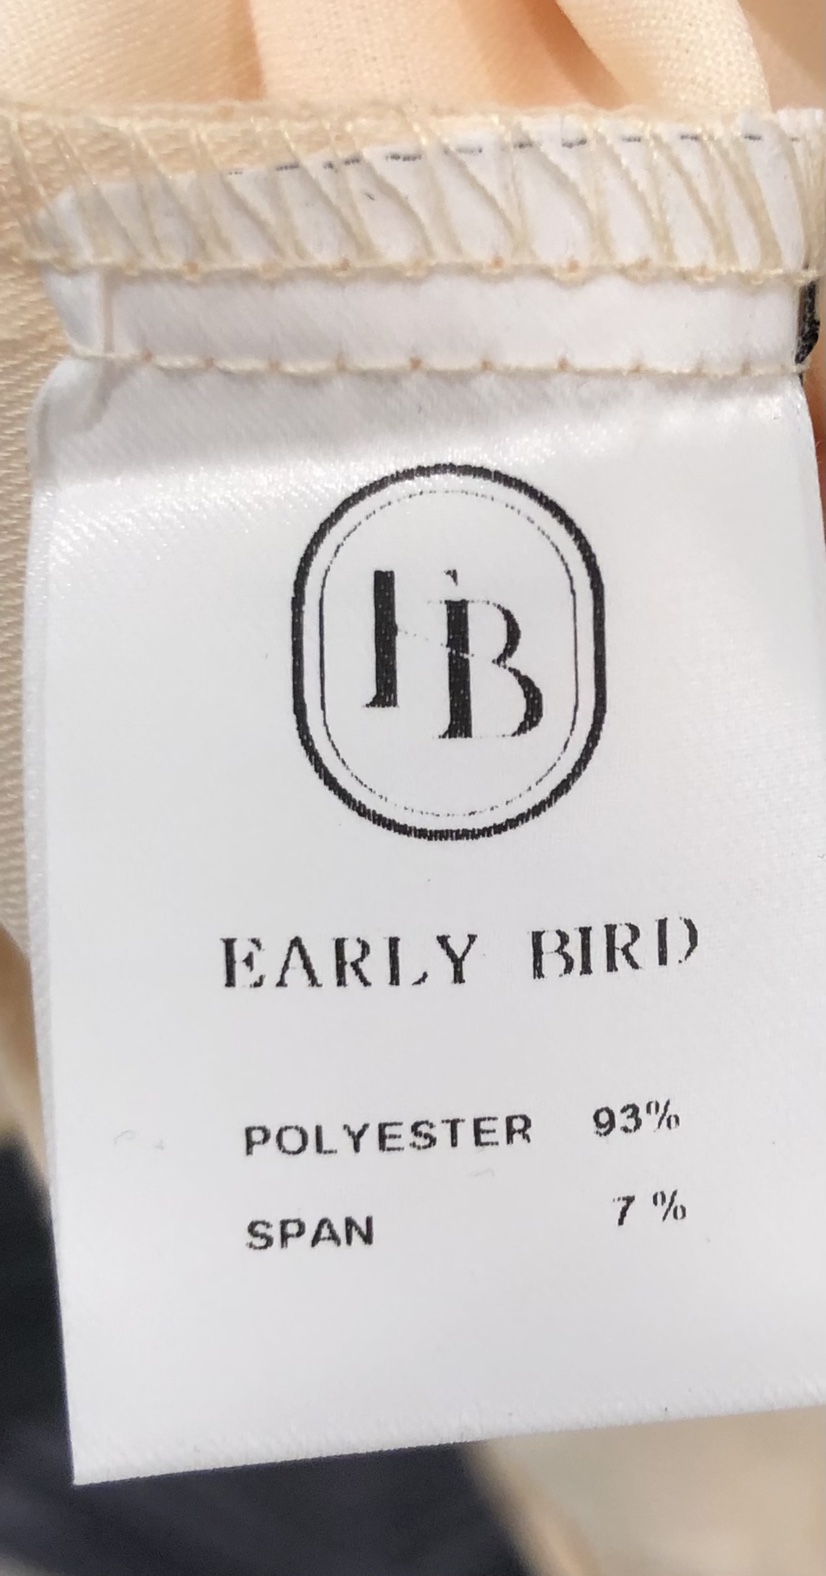 EB
EARLY BIRD
POLYESTER 93%
SPAN 7 %